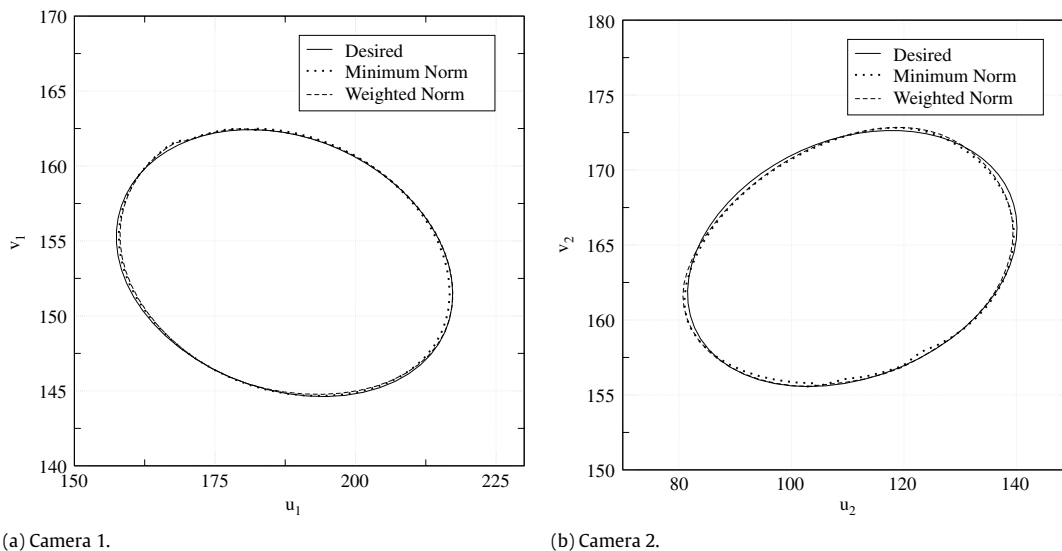 170
165
160
155
150
145
140
150
175
200
225
v1
u1
Desired
Minimum Norm
Weighted Norm
(a) Camera 1.
180
175
170
165
160
155
150
80
100
120
140
v2
u2
Desired
Minimum Norm
Weighted Norm
(b) Camera 2.